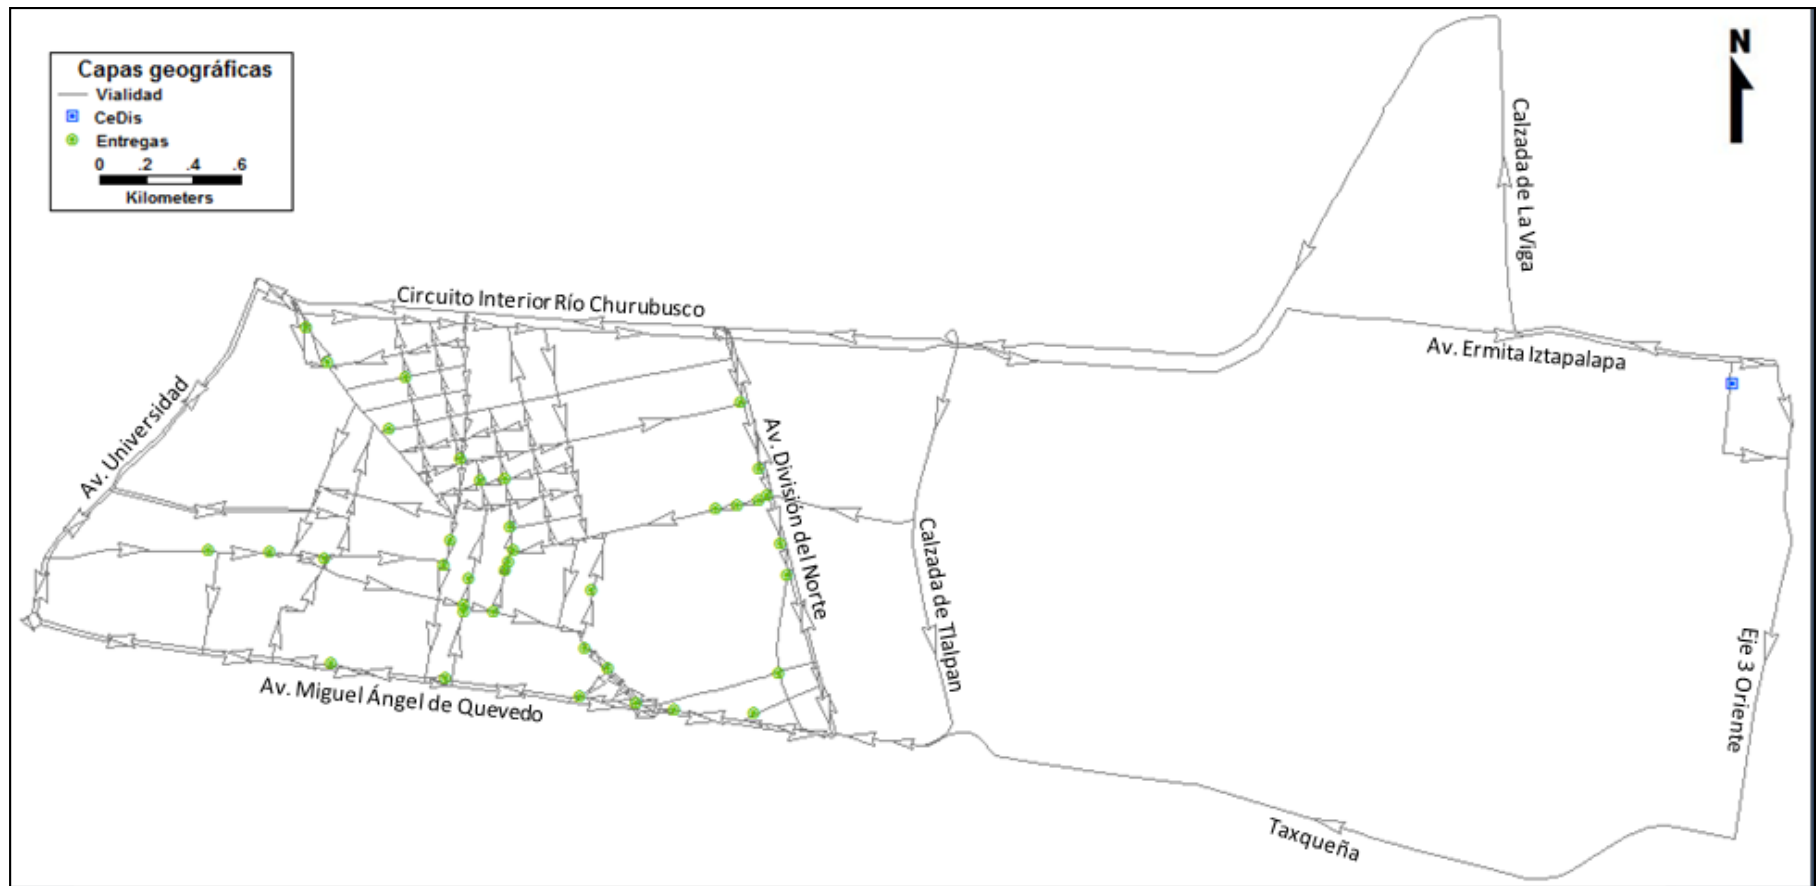 N
Capas geográficas
Vialidad
CeDis
Entregas
0 .2 .4 .6
Kilometers
Calzada de La Viga
Circuito Interior Río Churubusco
Av. Ermita Iztapalapa
Av. Universidad
Av. División del Norte
Calzada de Tlalpan
Eje 3 Oriente
Av. Miguel Ángel de Quevedo
Taxqueña